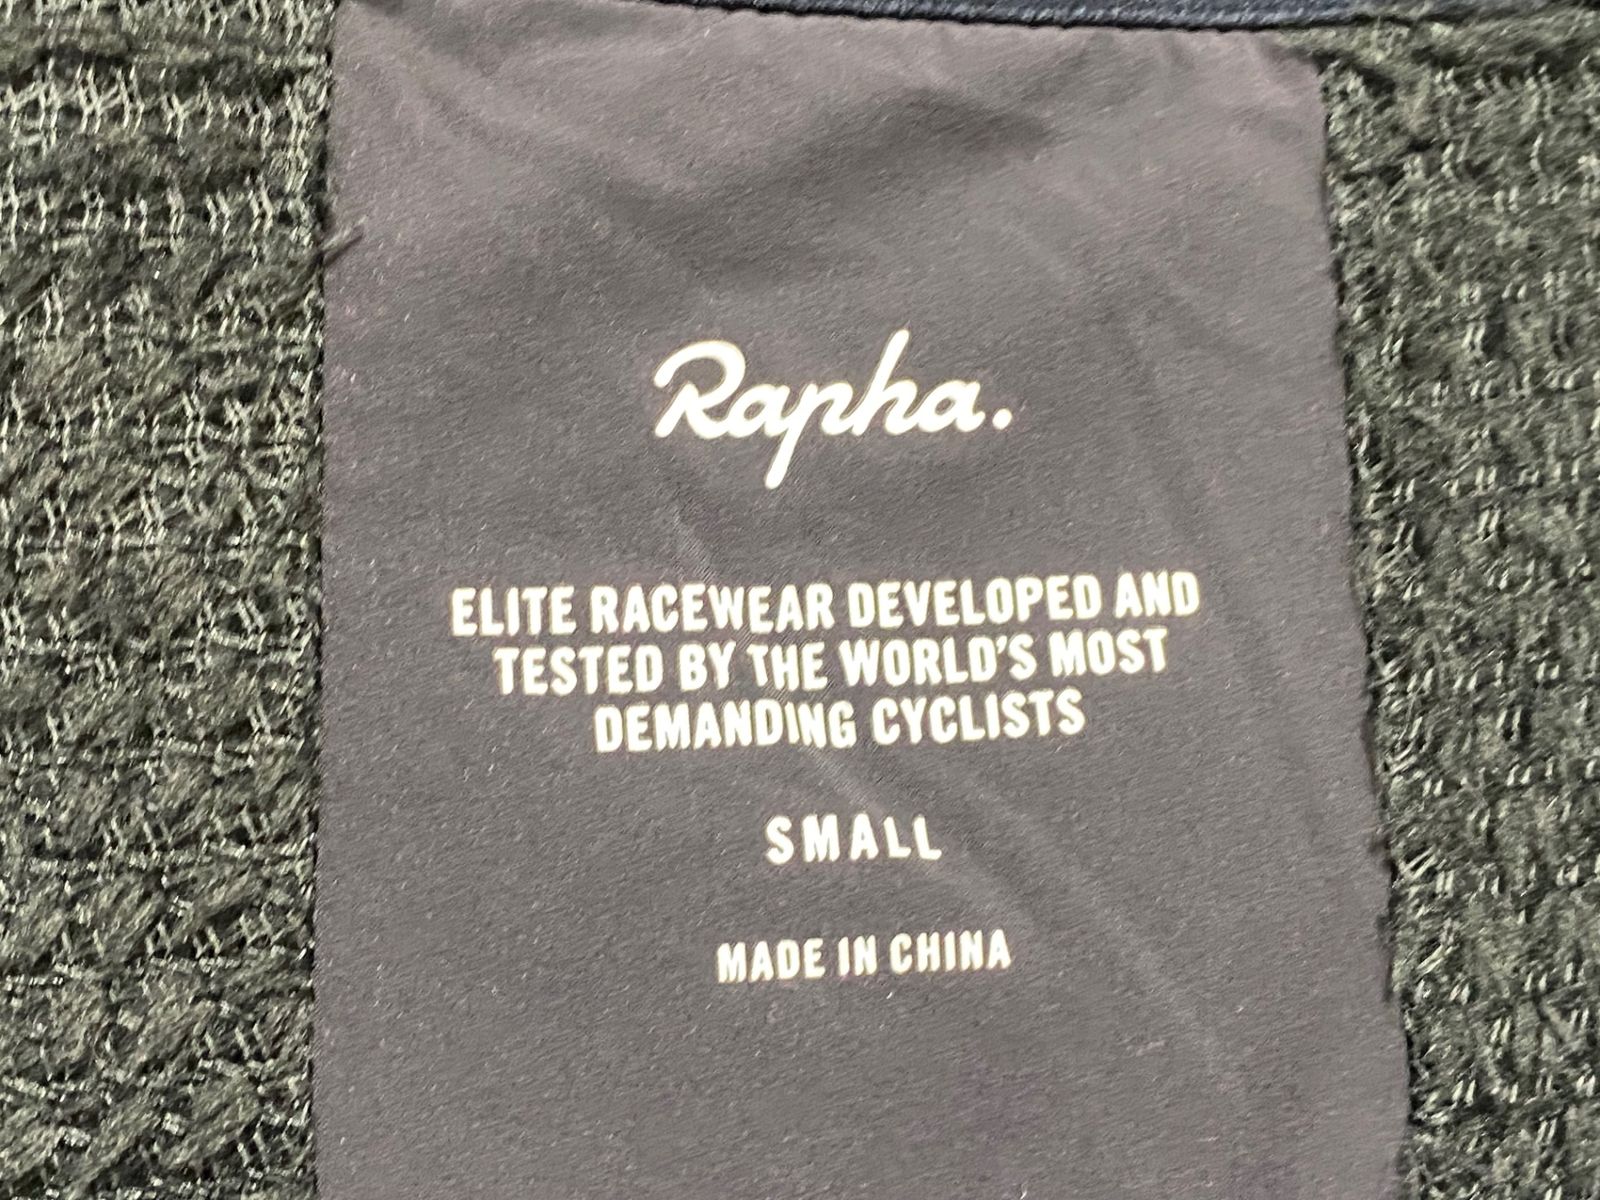 Rapha.
ELITE RACEWEAR DEVELOPED AND
TESTED BY THE WORLD'S MOST
DEMANDING CYCLISTS
SMALL
MADE IN CHINA